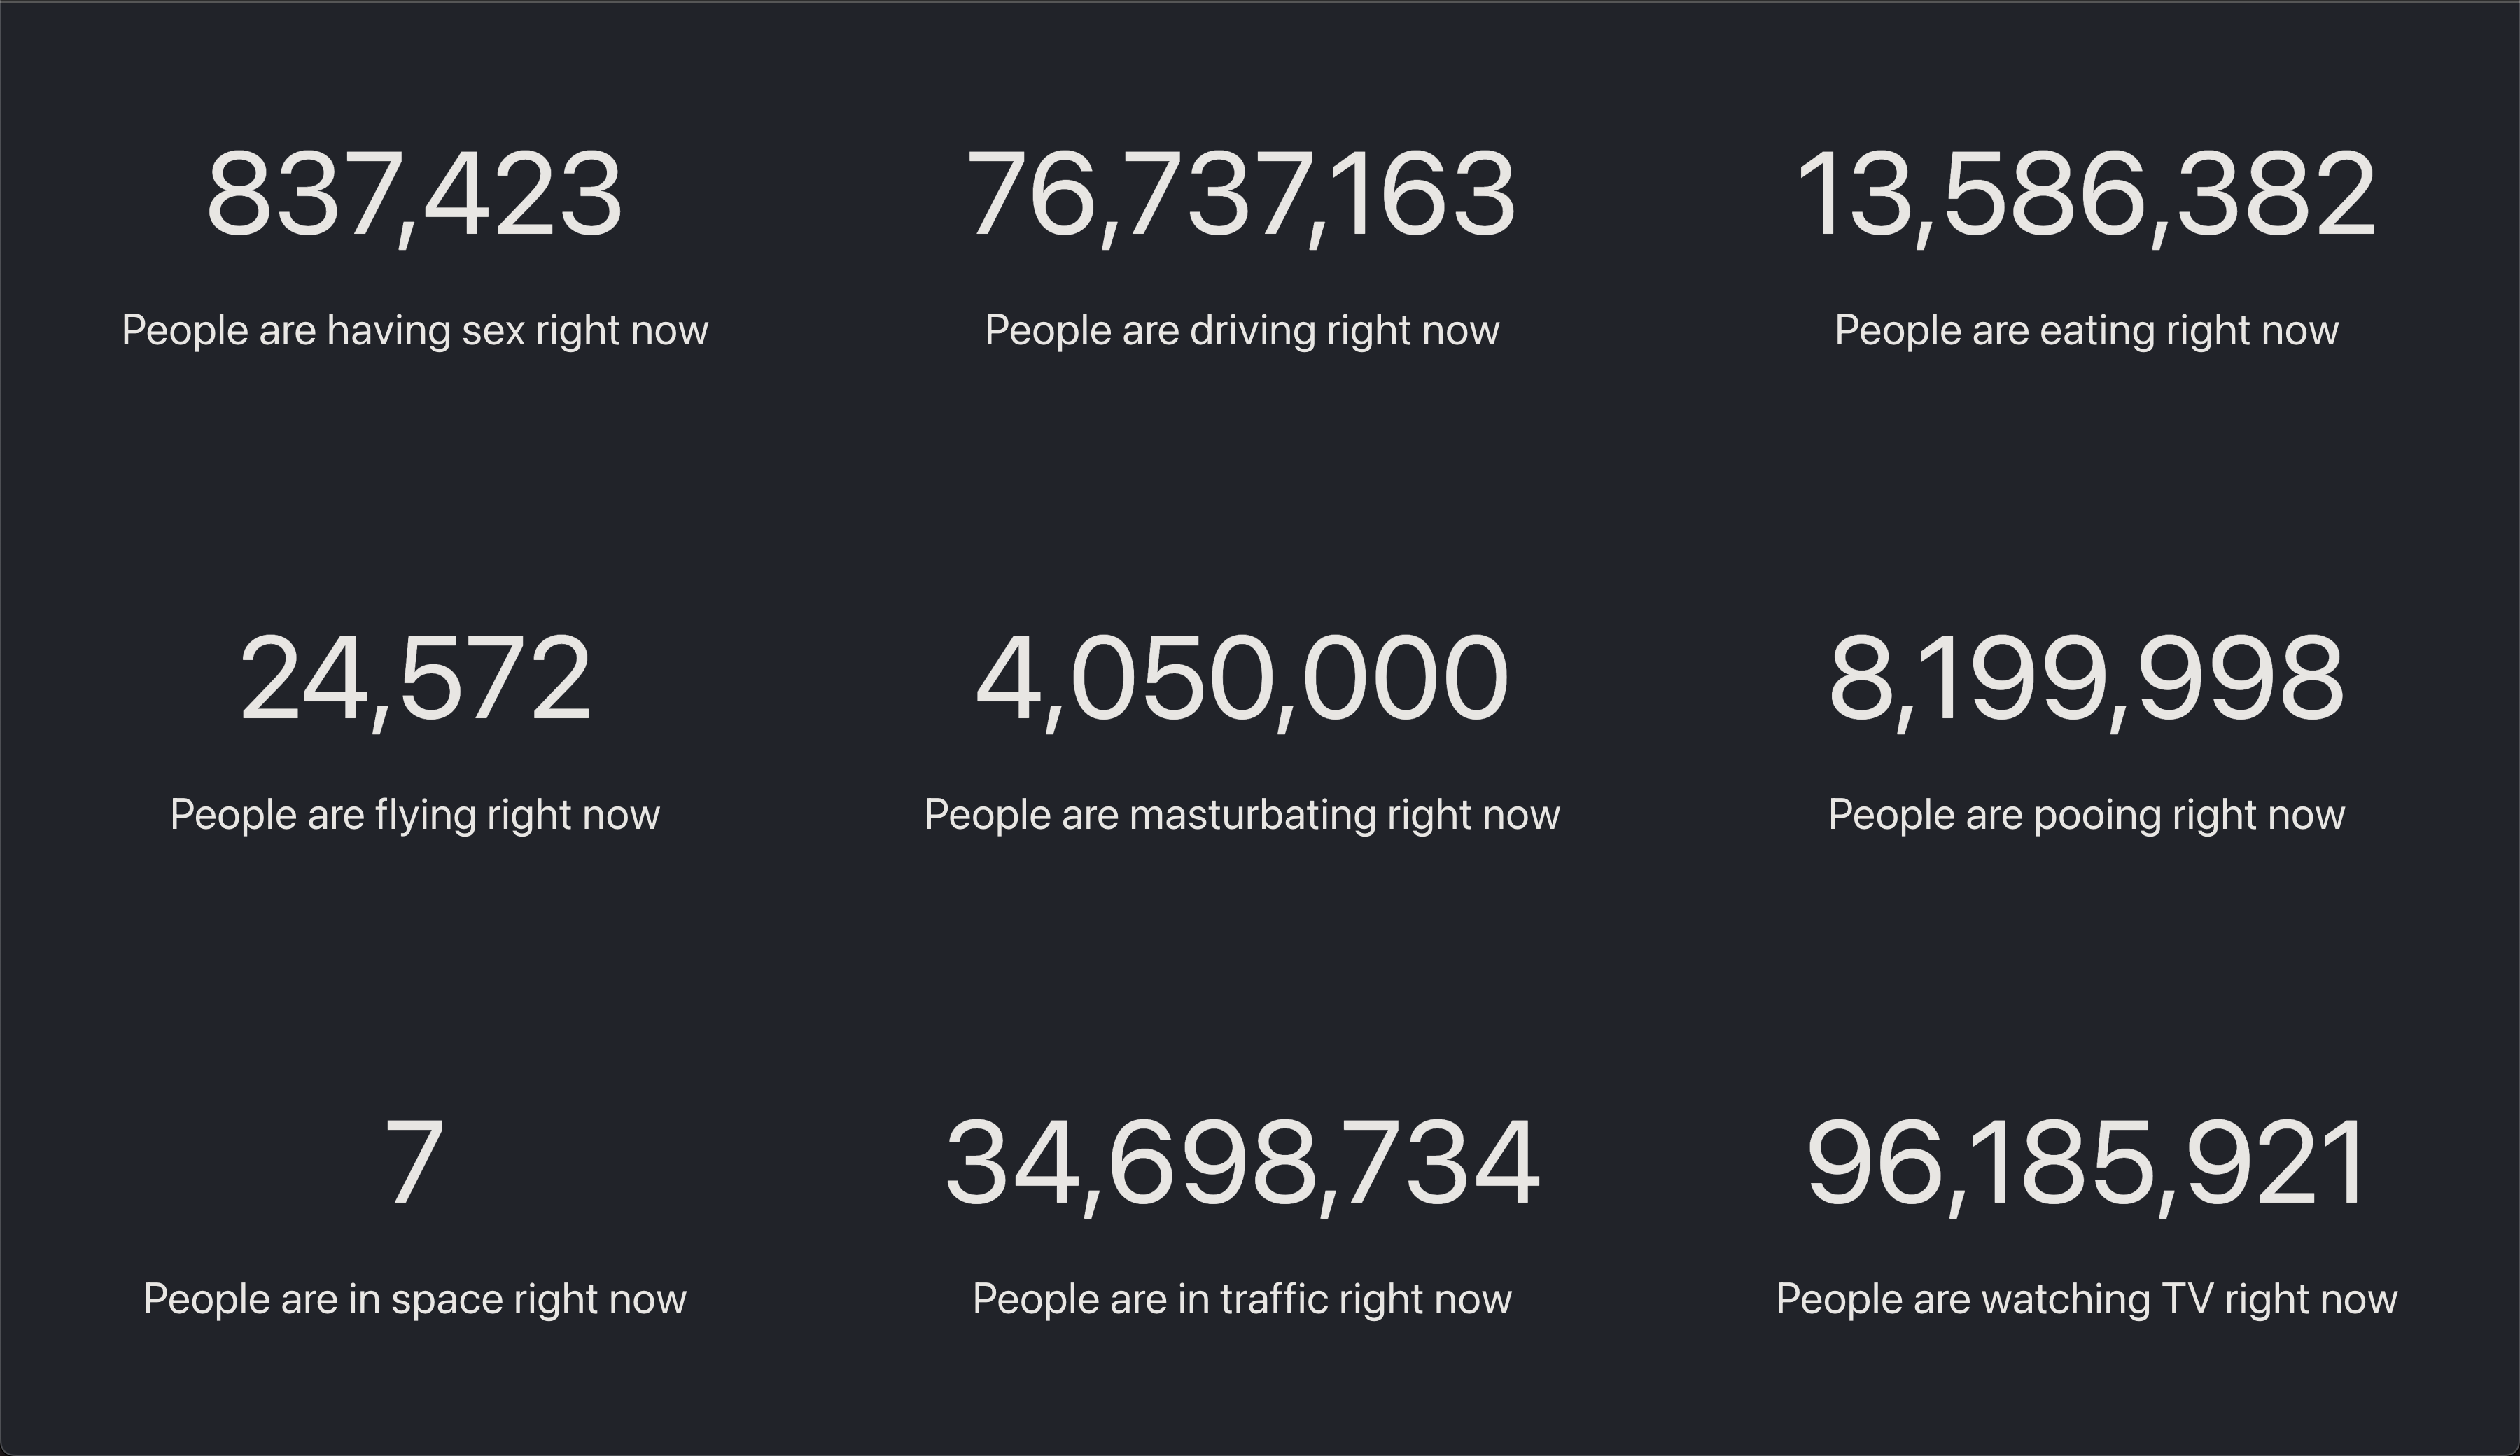 837,423
76,737,163
13,586,382
People are having sex right now
People are driving right now
People are eating right now
24,572
4,050,000
8,199,998
People are flying right now
People are masturbating right now
People are pooing right now
7
34,698,734
96,185,921
People are in space right now
People are in traffic right now
People are watching TV right now